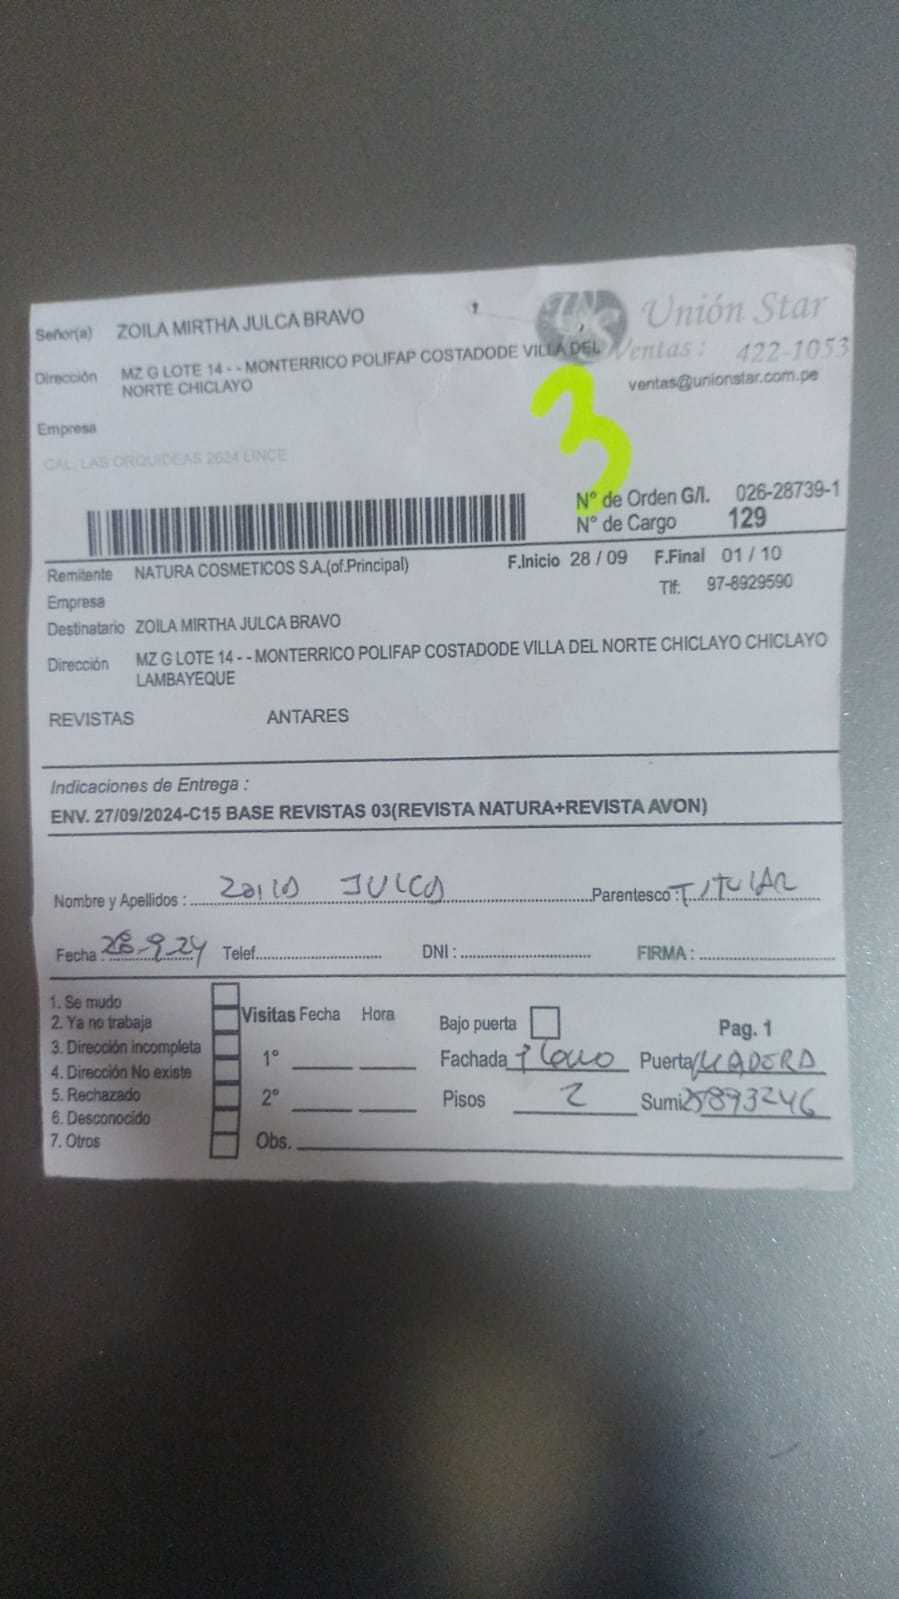 Señor(a) ZOILA MIRTHA JULCA BRAVO
Unión Star
Dirección MZ G LOTE 14 - - MONTERRICO POLIFAP COSTADODE VILLA DEL
NORTE CHICLAYO
Ventas: 422-1053
ventas@unionstar.com.pe
Empresa
CAL. LAS ORQUIDEAS 2634 LINCE
3
N° de Orden G/I. 026-28739-1
N° de Cargo 129
Remitente NATURA COSMETICOS S.A.(of.Principal) F.Inicio 28 / 09 F.Final 01 / 10
Empresa Tlf: 97-8929590
Destinatario ZOILA MIRTHA JULCA BRAVO
Dirección MZ G LOTE 14 - - MONTERRICO POLIFAP COSTADODE VILLA DEL NORTE CHICLAYO CHICLAYO
LAMBAYEQUE
REVISTAS ANTARES
Indicaciones de Entrega :
ENV. 27/09/2024-C15 BASE REVISTAS 03(REVISTA NATURA+REVISTA AVON)
Nombre y Apellidos : Zoila JULCA Parentesco : TITULAR
Fecha : 28-9-24 Telef. DNI : FIRMA :
1. Se mudo
2. Ya no trabaja
3. Dirección incompleta
4. Dirección No existe
5. Rechazado
6. Desconocido
7. Otros
Visitas Fecha Hora
1°
2°
Obs.
Bajo puerta Pag. 1
Fachada Puerta MADERA
Pisos 2 Sumi 25893246